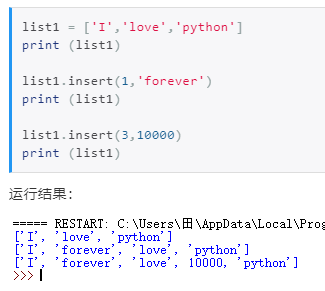 list1 = ['I','love','python']
print (list1)
list1.insert(1,'forever')
print (list1)
list1.insert(3,10000)
print (list1)
运行结果：
===== RESTART: C:\Users\田\AppData\Local\Prog
['I', 'love', 'python']
['I', 'forever', 'love', 'python']
['I', 'forever', 'love', 10000, 'python']
>>>